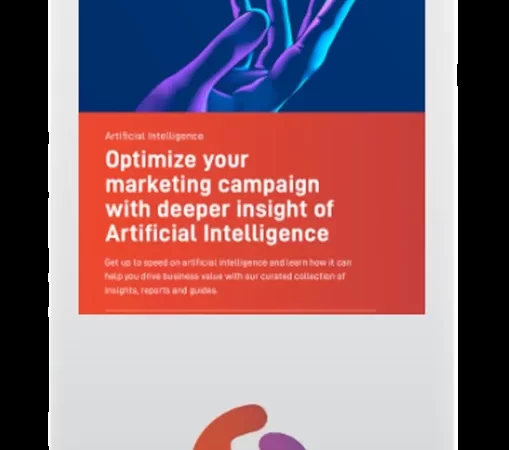 Artificial Intelligence
Optimize your
marketing campaign
with deeper insight of
Artificial Intelligence
Get up to speed on artificial intelligence and learn how it can
help you drive business value with our curated collection of
insights, reports and guides.